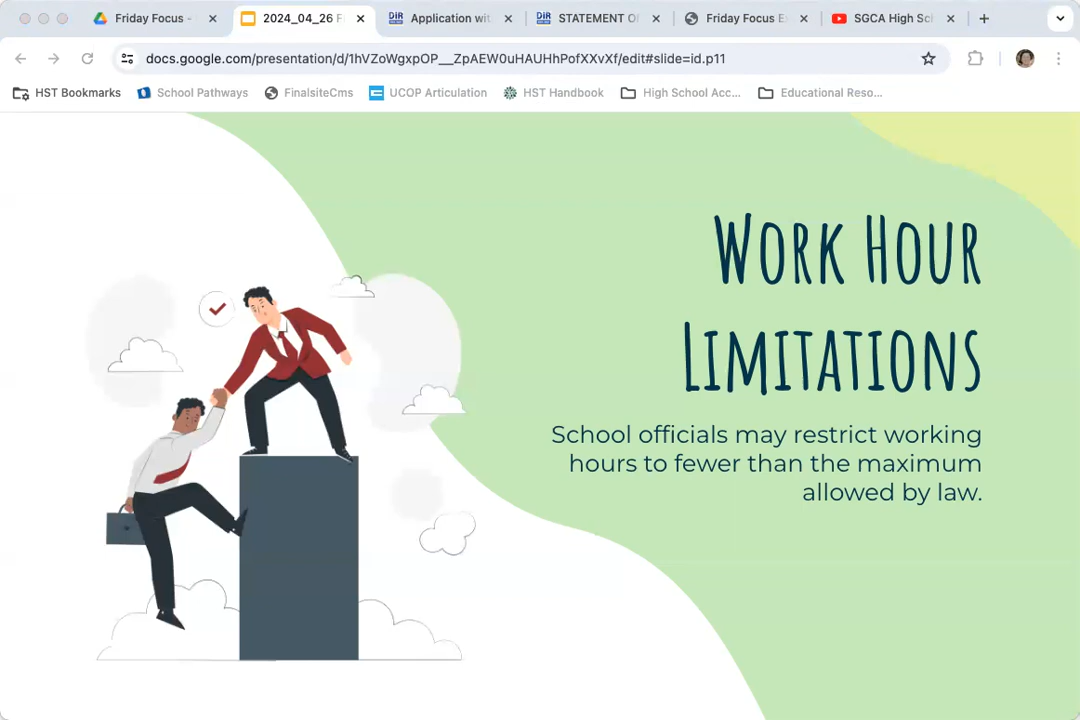 Friday Focus -
2024_04_26 F
Application wit
STATEMENT O
Friday Focus E
SGCA High Sc
docs.google.com/presentation/d/1hVZoWgxpOP__ZpAEW0uHAUHhPofXXvXf/edit#slide=id.p11
HST Bookmarks
School Pathways
FinalsiteCms
UCOP Articulation
HST Handbook
High School Acc...
Educational Reso...
Work Hour
Limitations
School officials may restrict working
hours to fewer than the maximum
allowed by law.